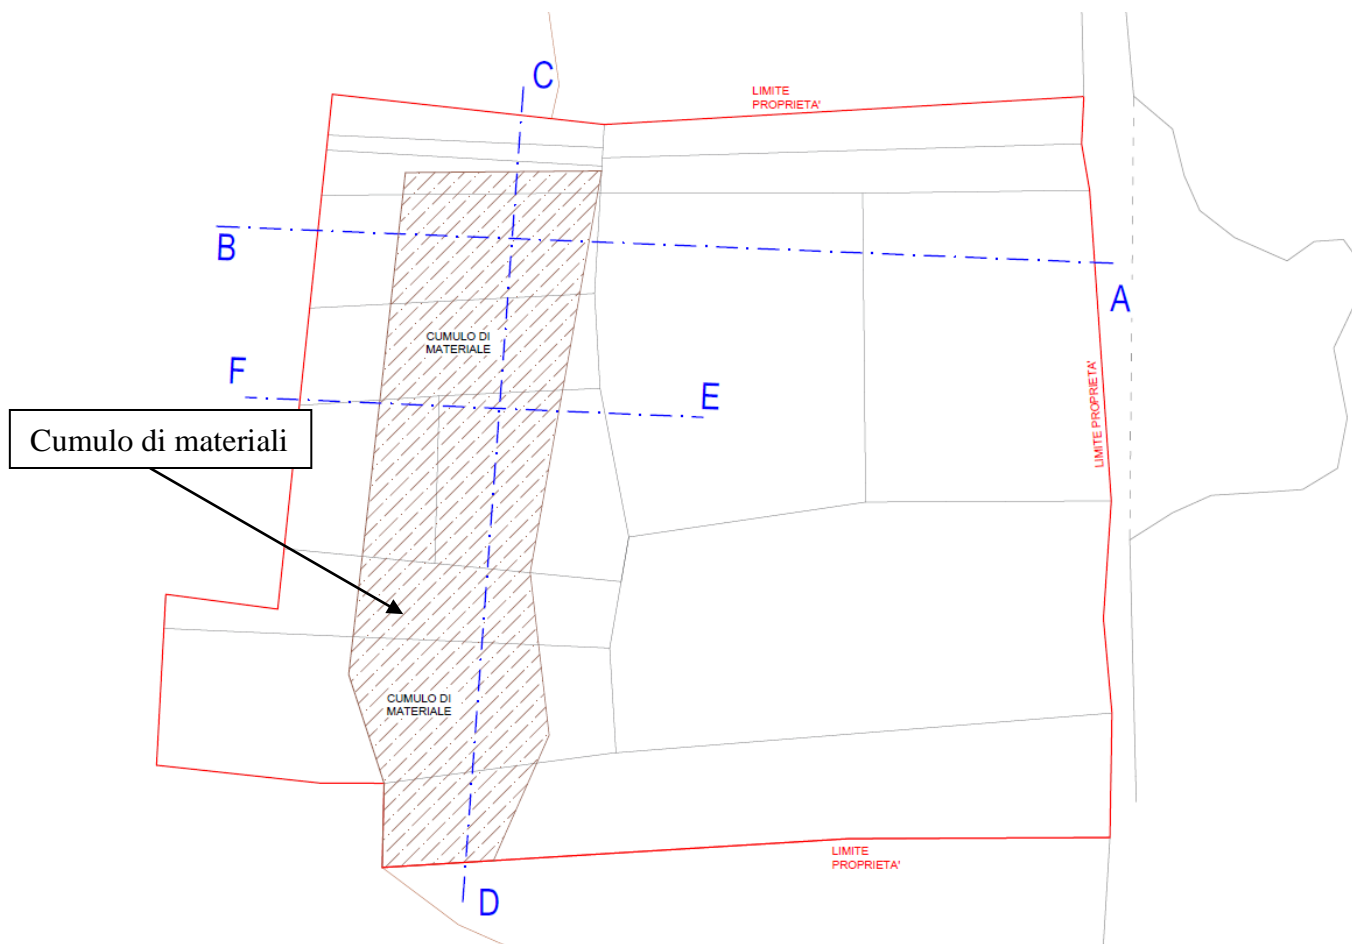 C
LIMITE
PROPRIETA'
B
A
CUMULO DI
MATERIALE
F
E
LIMITE PROPRIETA'
Cumulo di materiali
CUMULO DI
MATERIALE
LIMITE
PROPRIETA'
D